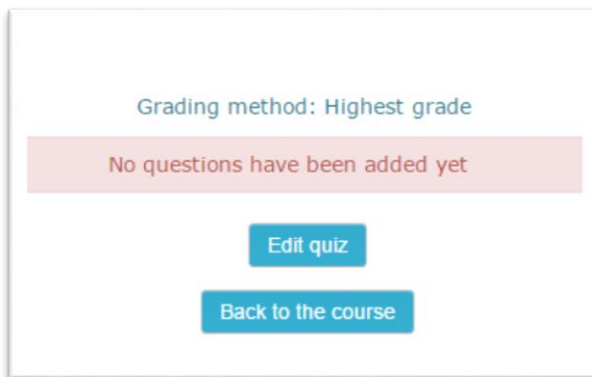 Grading method: Highest grade
No questions have been added yet
Edit quiz
Back to the course